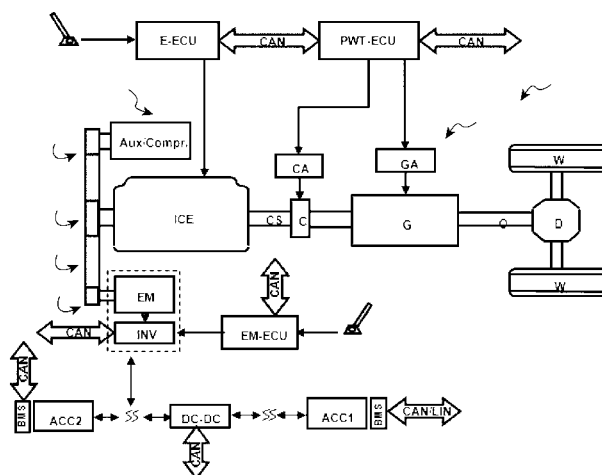 E-ECU
CAN
PWT-ECU
CAN
Aux·Compr.
CA
GA
W
ICE
CS
C
G
O
D
W
EM
CAN
CAN
INV
EM-ECU
CAN
BMS
ACC2
DC-DC
ACC1
BMS
CAN/LIN
CAN